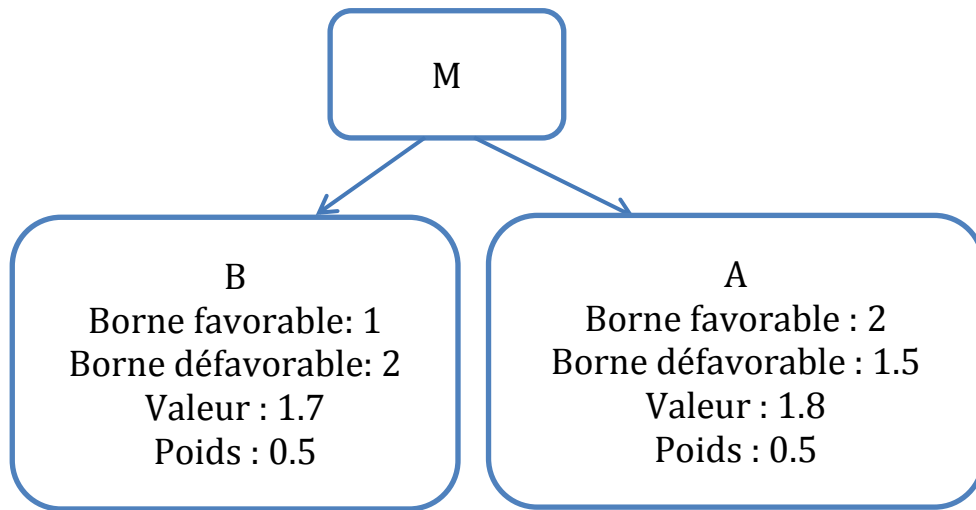 M
B
Borne favorable: 1
Borne défavorable: 2
Valeur : 1.7
Poids : 0.5
A
Borne favorable : 2
Borne défavorable : 1.5
Valeur : 1.8
Poids : 0.5